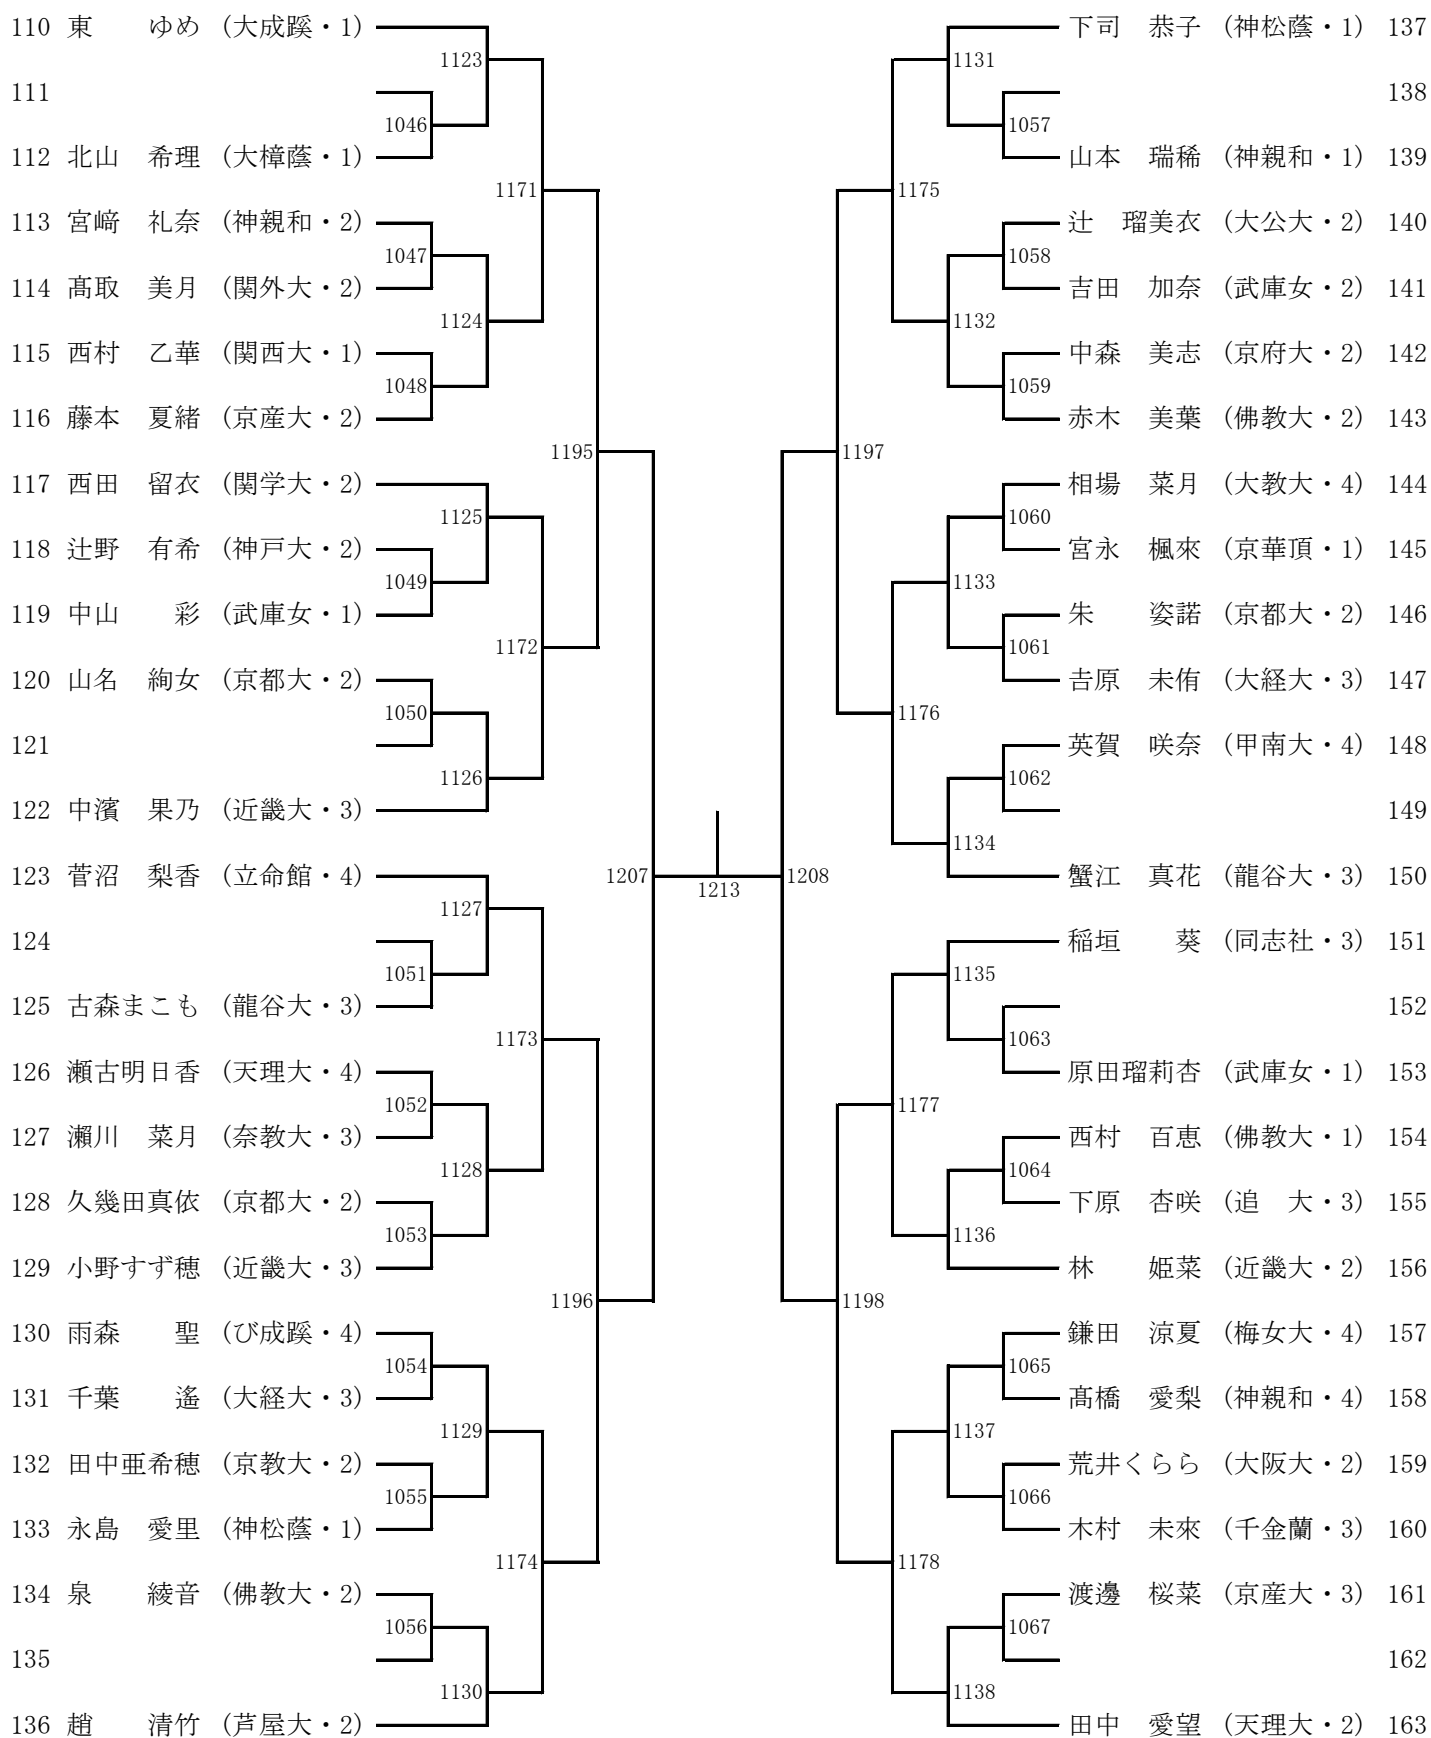 110 東　　ゆめ（大成蹊・1）
1123
111
1046
112 北山　希理（大樟蔭・1）
1171
113 宮﨑　礼奈（神親和・2）
1047
114 髙取　美月（関外大・2）
1124
115 西村　乙華（関西大・1）
1048
116 藤本　夏緒（京産大・2）
1195
117 西田　留衣（関学大・2）
1125
118 辻野　有希（神戸大・2）
1049
119 中山　　彩（武庫女・1）
1172
120 山名　絢女（京都大・2）
1050
121
1126
122 中濱　果乃（近畿大・3）
123 菅沼　梨香（立命館・4）
1207
1127
124
1051
125 古森まこも（龍谷大・3）
1173
126 瀬古明日香（天理大・4）
1052
127 瀨川　菜月（奈教大・3）
1128
128 久幾田真依（京都大・2）
1053
129 小野すず穂（近畿大・3）
1196
130 雨森　　聖（び成蹊・4）
1054
131 千葉　　遙（大経大・3）
1129
132 田中亜希穂（京教大・2）
1055
133 永島　愛里（神松蔭・1）
1174
134 泉　　綾音（佛教大・2）
1056
135
1130
136 趙　　清竹（芦屋大・2）
1213
下司　恭子（神松蔭・1） 137
1131
138
1057
山本　瑞稀（神親和・1） 139
1175
辻　瑠美衣（大公大・2） 140
1058
吉田　加奈（武庫女・2） 141
1132
中森　美志（京府大・2） 142
1059
赤木　美葉（佛教大・2） 143
1197
相場　菜月（大教大・4） 144
1060
宮永　楓來（京華頂・1） 145
1133
朱　　姿諾（京都大・2） 146
1061
𠮷原　未侑（大経大・3） 147
1176
英賀　咲奈（甲南大・4） 148
1062
149
1134
蟹江　真花（龍谷大・3） 150
1208
稲垣　　葵（同志社・3） 151
1135
152
1063
原田瑠莉杏（武庫女・1） 153
1177
西村　百恵（佛教大・1） 154
1064
下原　杏咲（追　大・3） 155
1136
林　　姫菜（近畿大・2） 156
1198
鎌田　涼夏（梅女大・4） 157
1065
髙橋　愛梨（神親和・4） 158
1137
荒井くらら（大阪大・2） 159
1066
木村　未來（千金蘭・3） 160
1178
渡邊　桜菜（京産大・3） 161
1067
162
1138
田中　愛望（天理大・2） 163